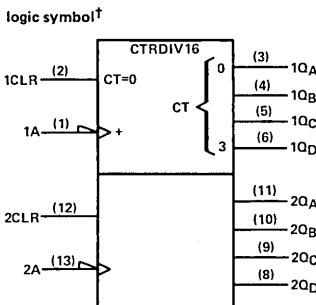 logic symbol†
CTRDIV16
1CLR (2) CT=0
1A (1) +
CT { 0 3
(3) 1QA
(4) 1QB
(5) 1QC
(6) 1QD
2CLR (12)
2A (13)
(11) 2QA
(10) 2QB
(9) 2QC
(8) 2QD